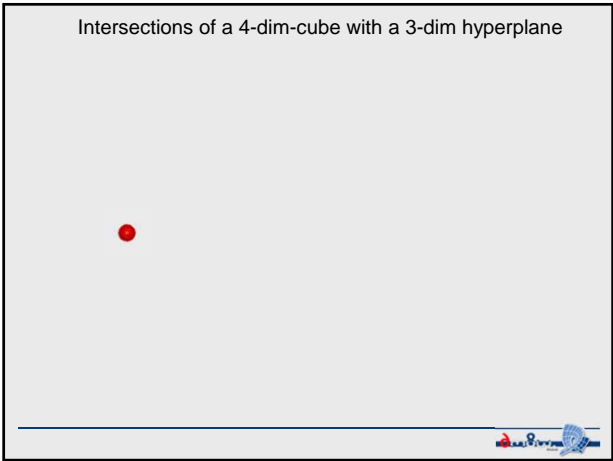 Intersections of a 4-dim-cube with a 3-dim hyperplane